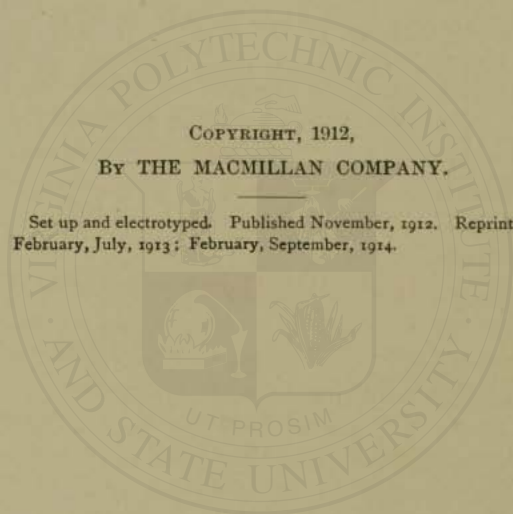 COPYRIGHT, 1912,
BY THE MACMILLAN COMPANY.
Set up and electrotyped. Published November, 1912. Reprint
February, July, 1913; February, September, 1914.
VIRGINIA POLYTECHNIC INSTITUTE
AND STATE UNIVERSITY
UT PROSIM